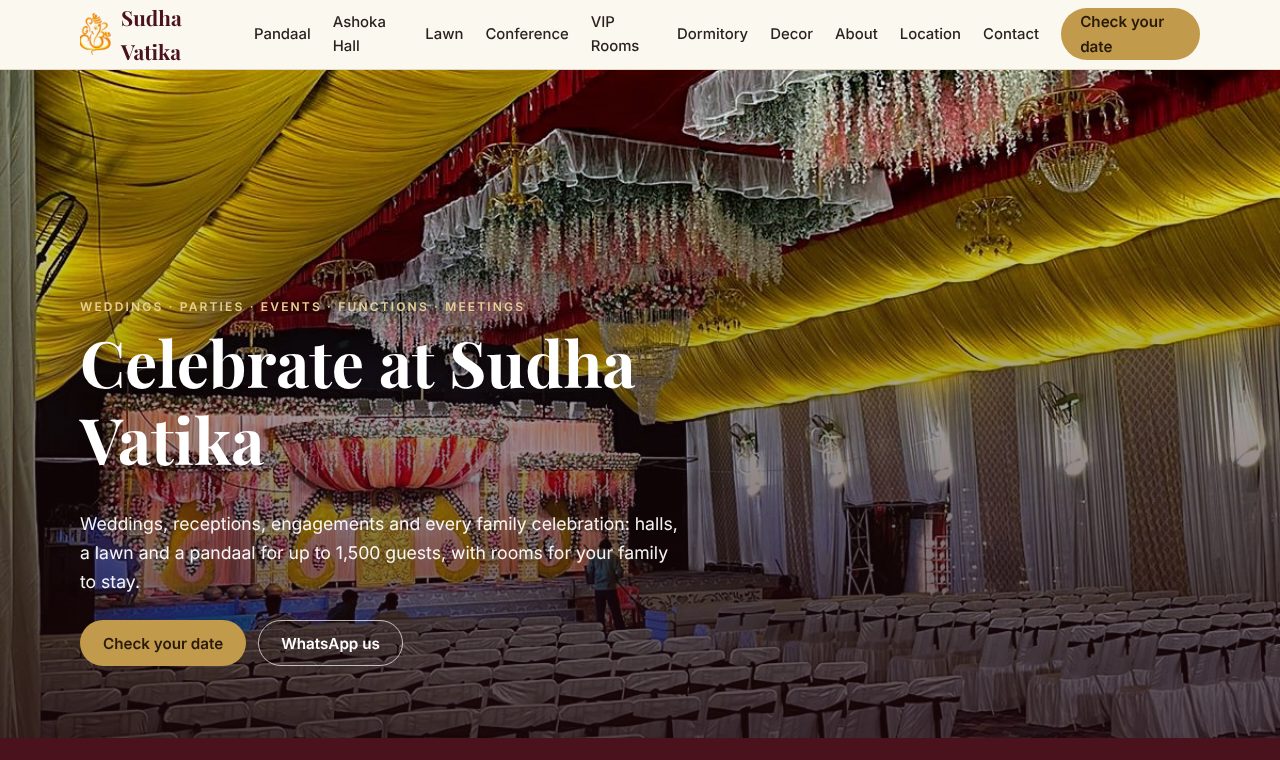 Sudha
Vatika
Pandaal
Ashoka
Hall
Lawn
Conference
VIP
Rooms
Dormitory
Decor
About
Location
Contact
Check your
date
WEDDINGS · PARTIES · EVENTS · FUNCTIONS · MEETINGS
Celebrate at Sudha
Vatika
Weddings, receptions, engagements and every family celebration: halls,
a lawn and a pandaal for up to 1,500 guests, with rooms for your family
to stay.
Check your date
WhatsApp us